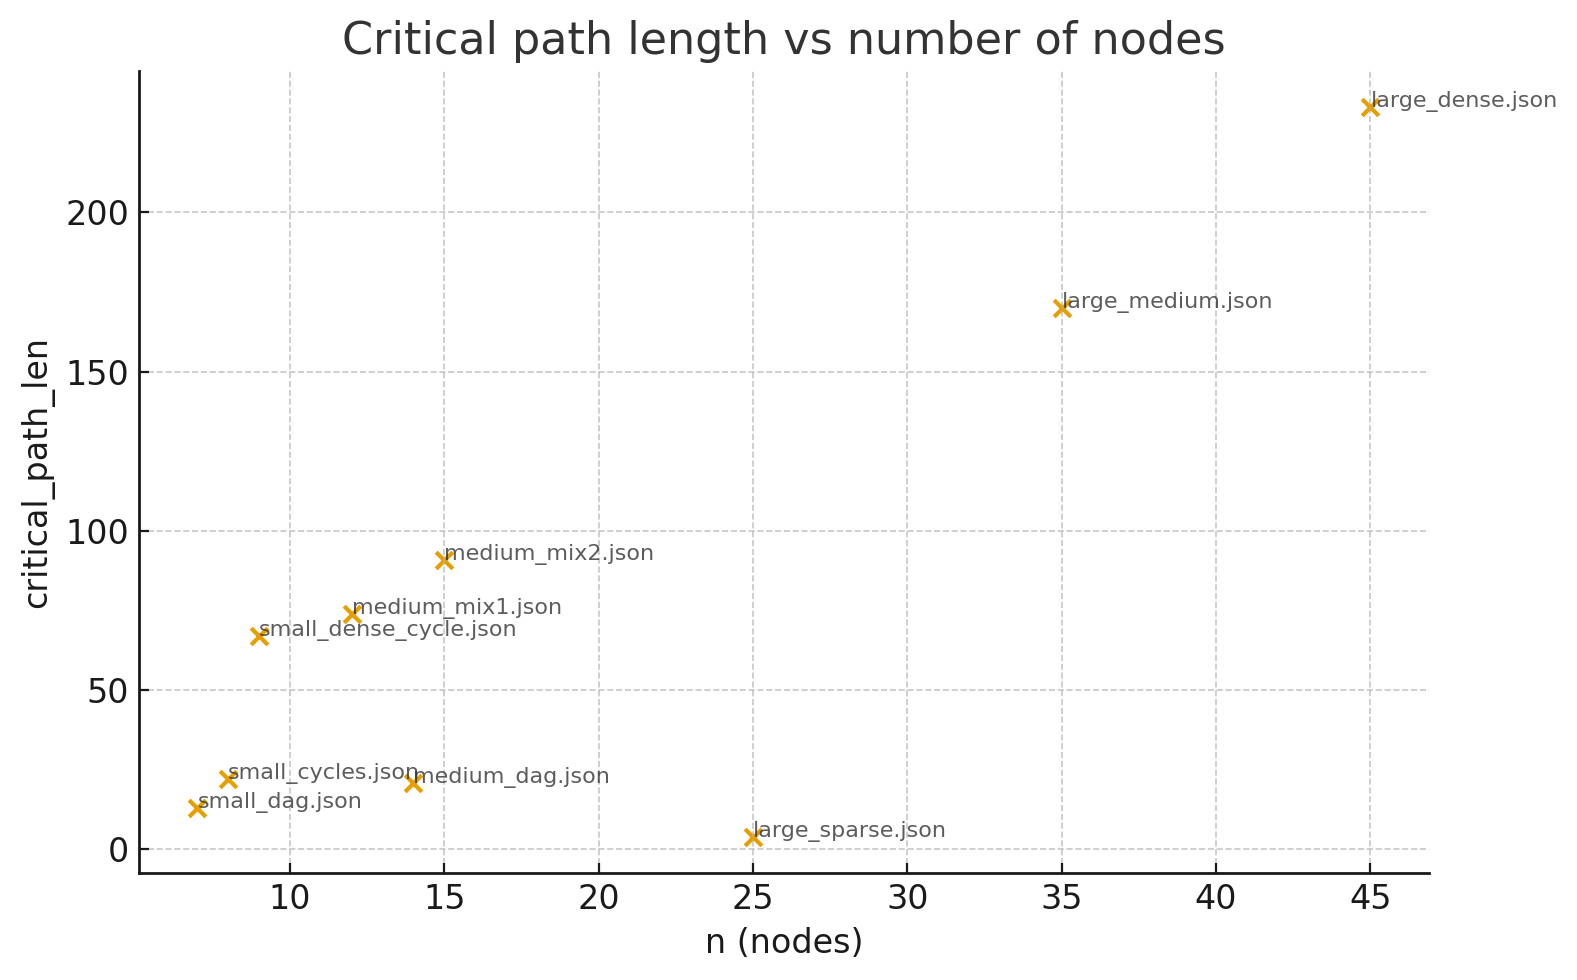 Critical path length vs number of nodes
large_dense.json
200
large_medium.json
150
critical_path_len
100
medium_mix2.json
medium_mix1.json
small_dense_cycle.json
50
small_cycles.json
medium_dag.json
small_dag.json
large_sparse.json
0
10 15 20 25 30 35 40 45
n (nodes)